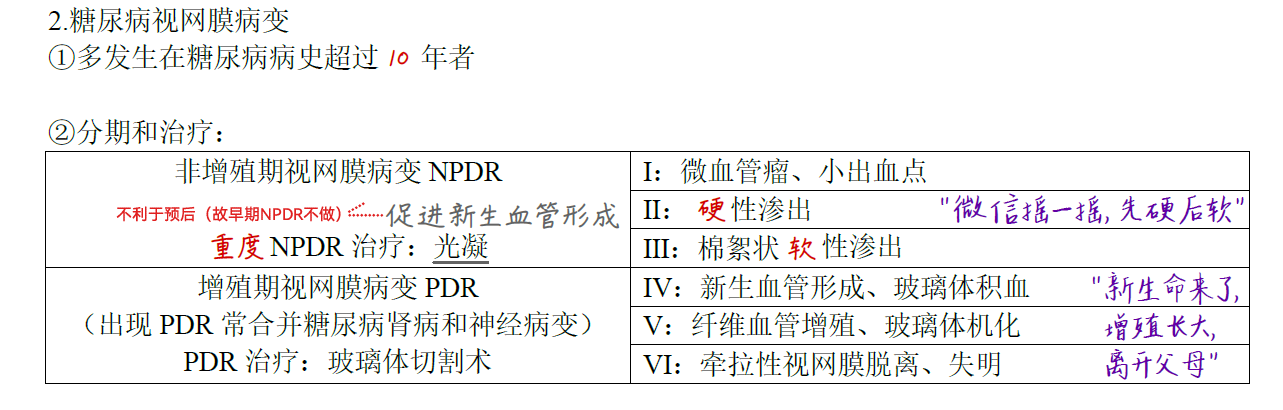 2.糖尿病视网膜病变
①多发生在糖尿病病史超过 10 年者
②分期和治疗：
非增殖期视网膜病变 NPDR
不利于预后（故早期NPDR不做）········促进新生血管形成
重度 NPDR 治疗：光凝
I：微血管瘤、小出血点
II： 硬性渗出 "微信摇一摇,先硬后软"
III：棉絮状 软性渗出
增殖期视网膜病变 PDR
（出现 PDR 常合并糖尿病肾病和神经病变）
PDR 治疗：玻璃体切割术
IV：新生血管形成、玻璃体积血 "新生命来了,
V：纤维血管增殖、玻璃体机化 增殖长大,
VI：牵拉性视网膜脱离、失明 离开父母"